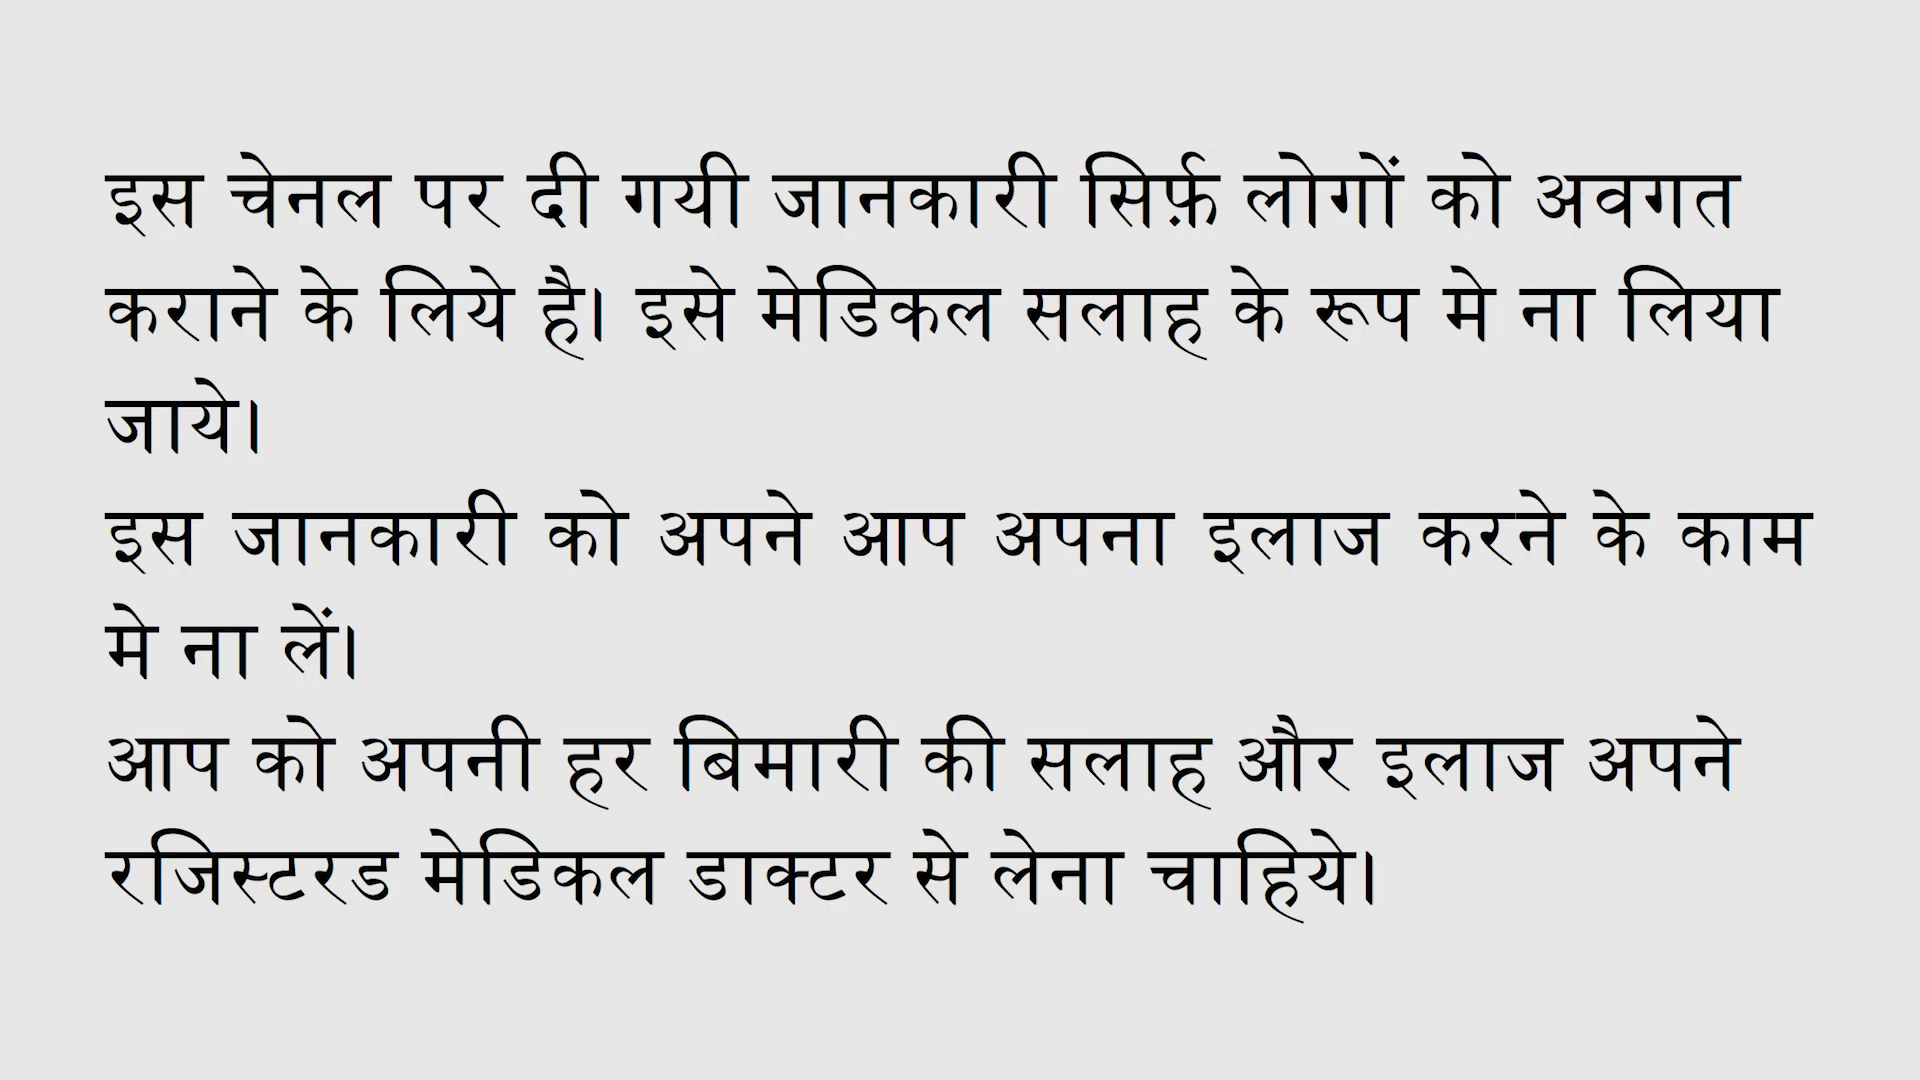 इस चेनल पर दी गयी जानकारी सिर्फ़ लोगों को अवगत
कराने के लिये है। इसे मेडिकल सलाह के रूप मे ना लिया
जाये।
इस जानकारी को अपने आप अपना इलाज करने के काम
मे ना लें।
आप को अपनी हर बिमारी की सलाह और इलाज अपने
रजिस्टरड मेडिकल डाक्टर से लेना चाहिये।